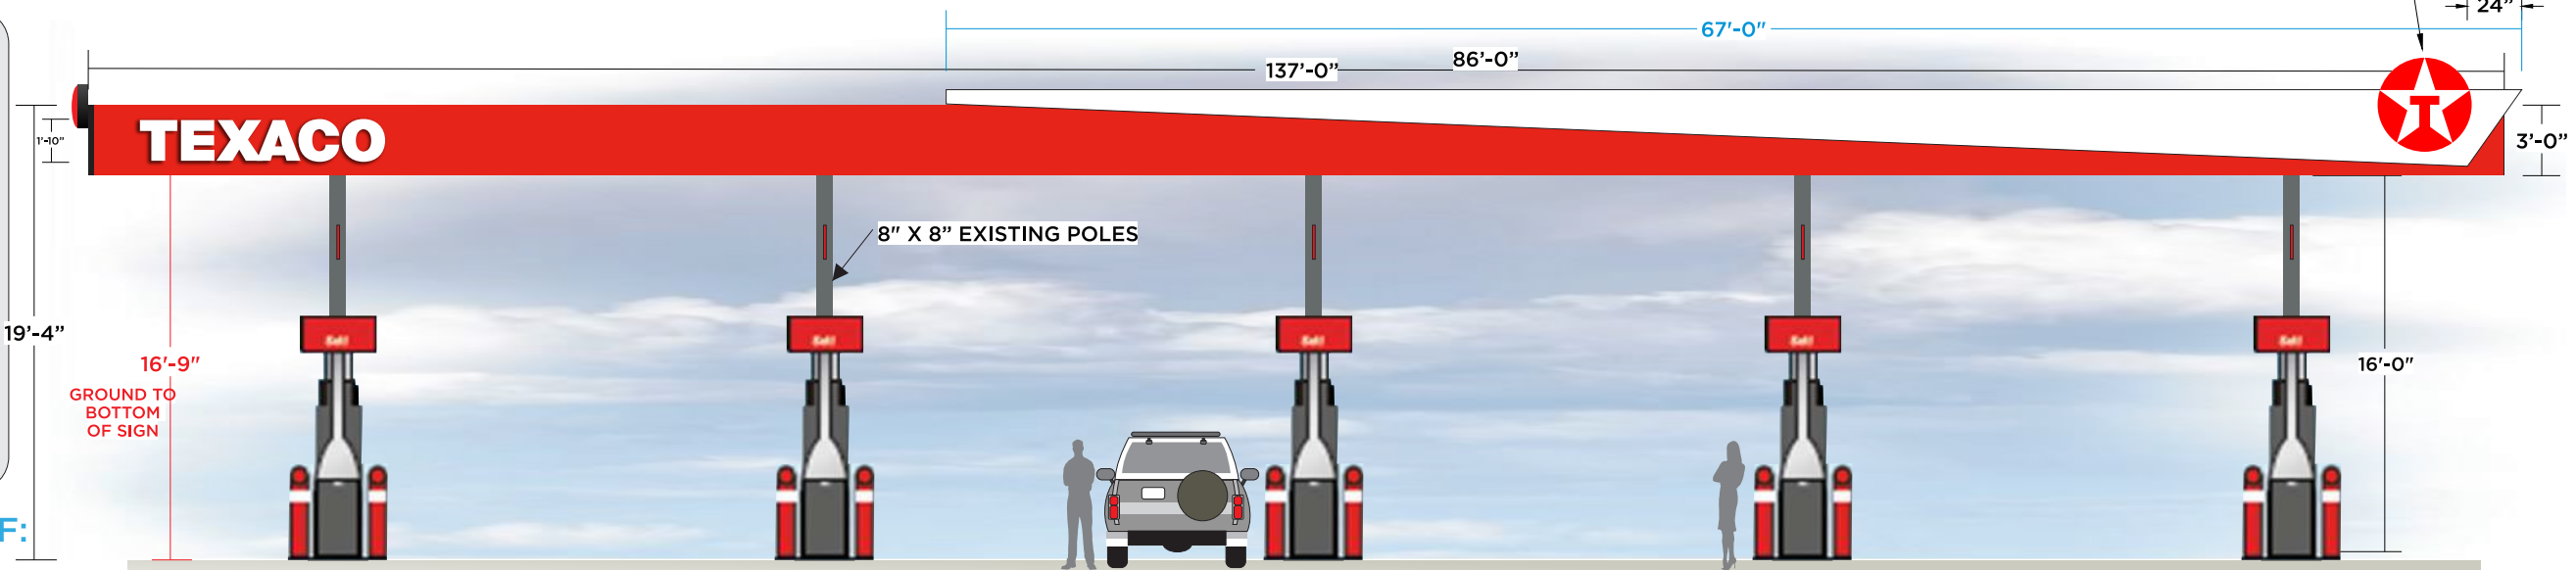 24"
67'-0"
86'-0”
137'-0”
TEXACO
T
1'-10"
3’-0”
8" X 8” EXISTING POLES
19’-4”
16'-9"
GROUND TO
BOTTOM
OF SIGN
16'-0"
F: